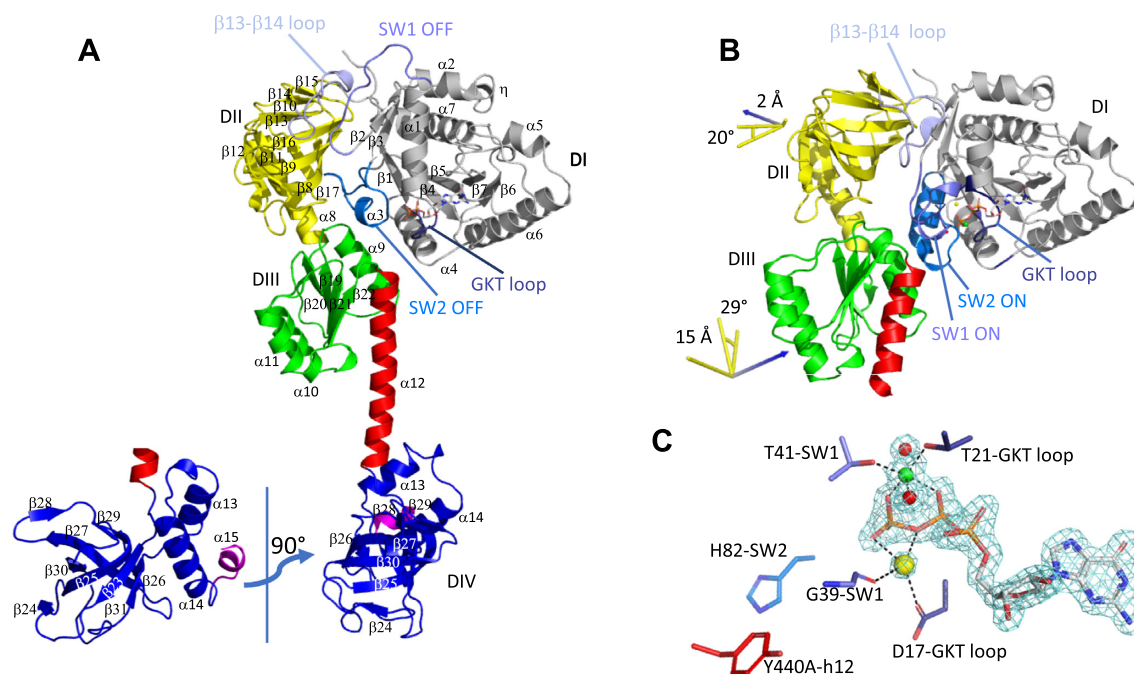 A
β13-β14 loop
SW1 OFF
α2
η
β15
β14
β10
α7
DII
β13
α1
α5
β2
β16
β3
DI
β12
β11
β9
β5
β1
β7
β6
β8
β17
β4
α3
α8
α6
α9
α4
DIII
GKT loop
β19
β22
β20
β21
SW2 OFF
α11
α12
α10
α13
β28
α13
β29
β28
β29
α14
β27
α15
β26
β27
90°
β30
β30
β25
β23
β26
DIV
β25
α14
β24
β31
β24
B
β13-β14 loop
2 Å
DI
20°
DII
DIII
GKT loop
29°
SW2 ON
15 Å
SW1 ON
C
T41-SW1
T21-GKT loop
H82-SW2
G39-SW1
D17-GKT loop
Y440A-h12